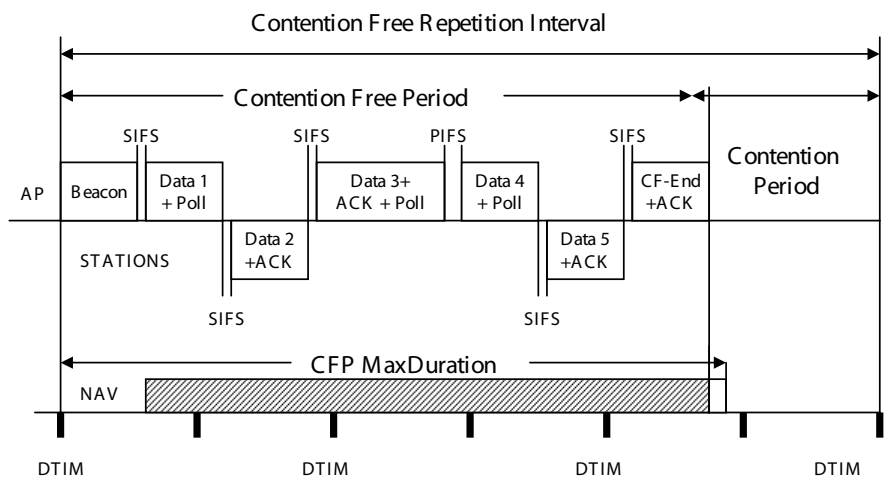 Contention Free Repetition Interval
Contention Free Period
SIFS
SIFS
PIFS
SIFS
Contention
Period
AP
Beacon
Data 1
+ Poll
Data 3+
ACK + Poll
Data 4
+ Poll
CF-End
+ACK
STATIONS
Data 2
+ACK
Data 5
+ACK
SIFS
SIFS
CFP MaxDuration
NAV
DTIM
DTIM
DTIM
DTIM